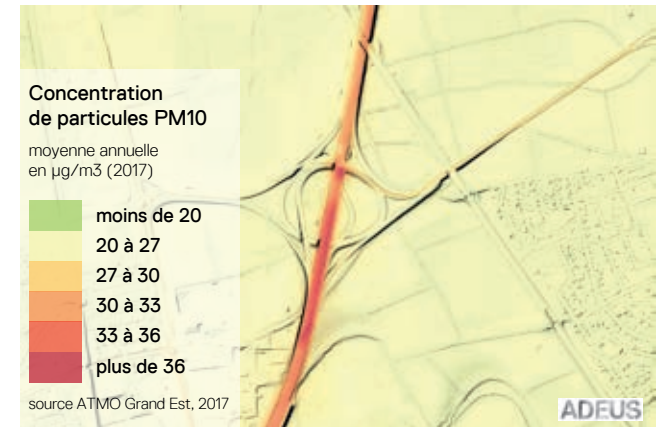 Concentration
de particules PM10
moyenne annuelle
en µg/m3 (2017)
moins de 20
20 à 27
27 à 30
30 à 33
33 à 36
plus de 36
source ATMO Grand Est, 2017
ADEUS